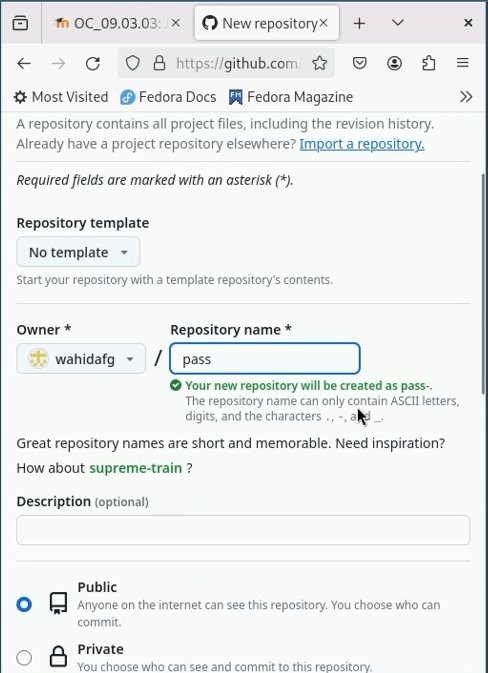 OC_09.03.03:
New repository
https://github.com/
Most Visited
Fedora Docs
Fedora Magazine
A repository contains all project files, including the revision history.
Already have a project repository elsewhere? Import a repository.
Required fields are marked with an asterisk (*).
Repository template
No template
Start your repository with a template repository's contents.
Owner * Repository name *
wahidafg / pass
Your new repository will be created as pass-.
The repository name can only contain ASCII letters,
digits, and the characters ., -, and _.
Great repository names are short and memorable. Need inspiration?
How about supreme-train ?
Description (optional)
Public
Anyone on the internet can see this repository. You choose who can
commit.
Private
You choose who can see and commit to this repository.